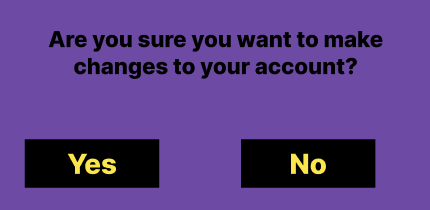 Are you sure you want to make
changes to your account?
Yes
No